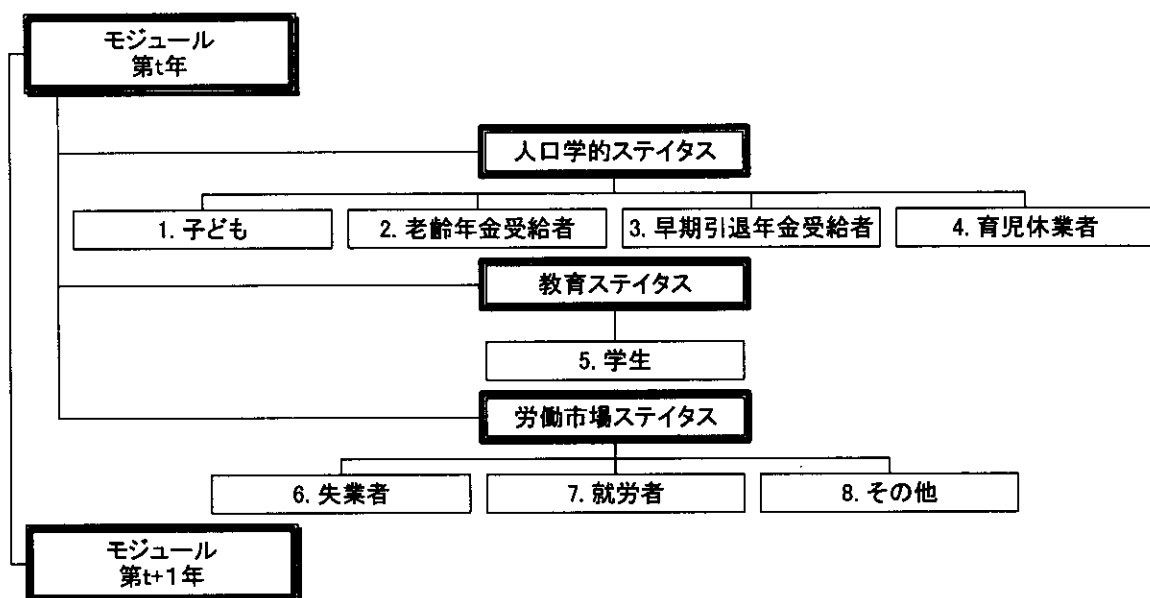 モジュール
第t年
人口学的ステイタス
1. 子ども
2. 老齢年金受給者
3. 早期引退年金受給者
4. 育児休業者
教育ステイタス
5. 学生
労働市場ステイタス
6. 失業者
7. 就労者
8. その他
モジュール
第t+1年